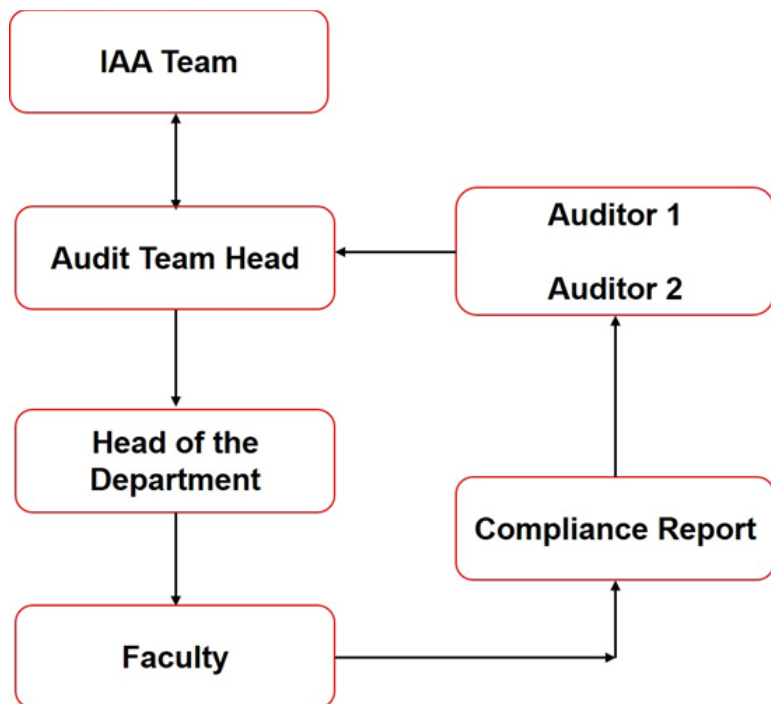 IAA Team
Audit Team Head
Auditor 1
Auditor 2
Head of the
Department
Compliance Report
Faculty